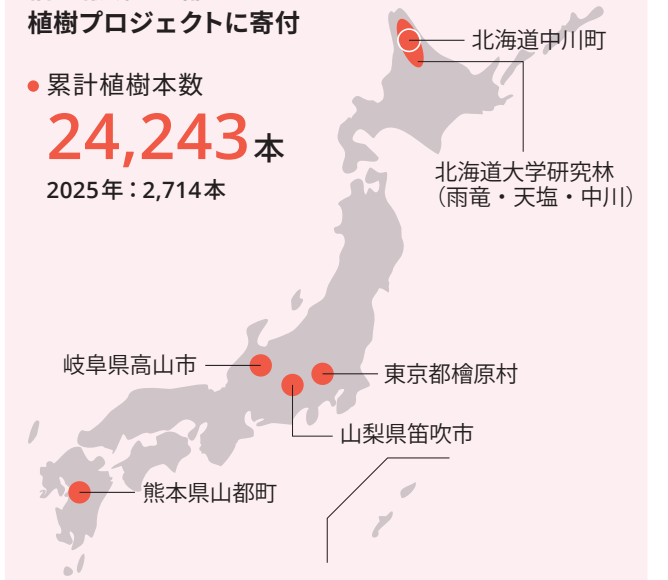 植樹プロジェクトに寄付
● 累計植樹本数
24,243本
2025年：2,714本
北海道中川町
北海道大学研究林
（雨竜・天塩・中川）
岐阜県高山市
東京都檜原村
山梨県笛吹市
熊本県山都町